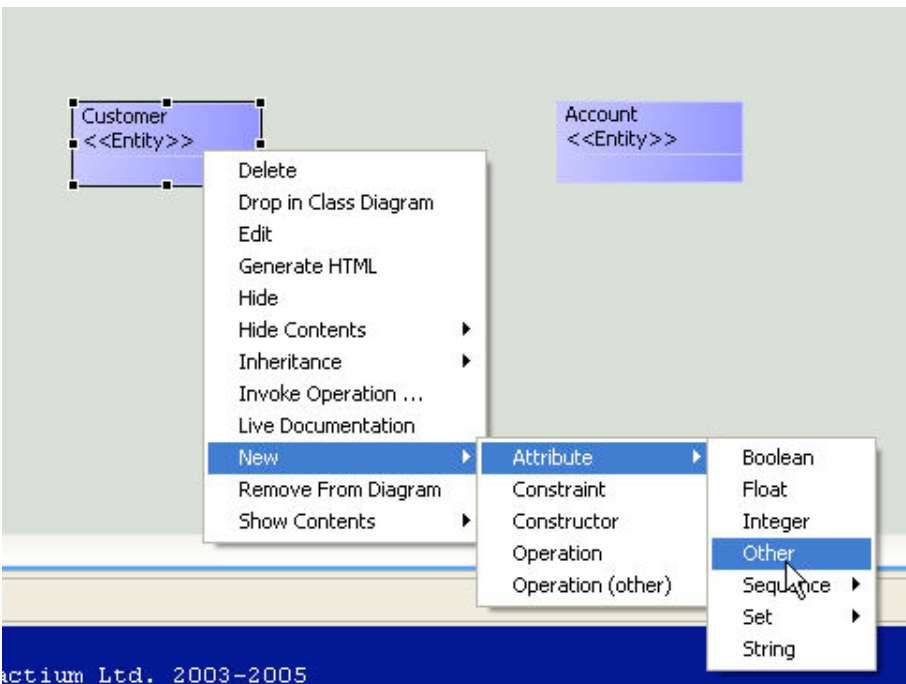 Customer
<<Entity>>
Account
<<Entity>>
Delete
Drop in Class Diagram
Edit
Generate HTML
Hide
Hide Contents
Inheritance
Invoke Operation ...
Live Documentation
New
Remove From Diagram
Show Contents
Attribute
Constraint
Constructor
Operation
Operation (other)
Boolean
Float
Integer
Other
Sequence
Set
String
Ltd. 2003-2005